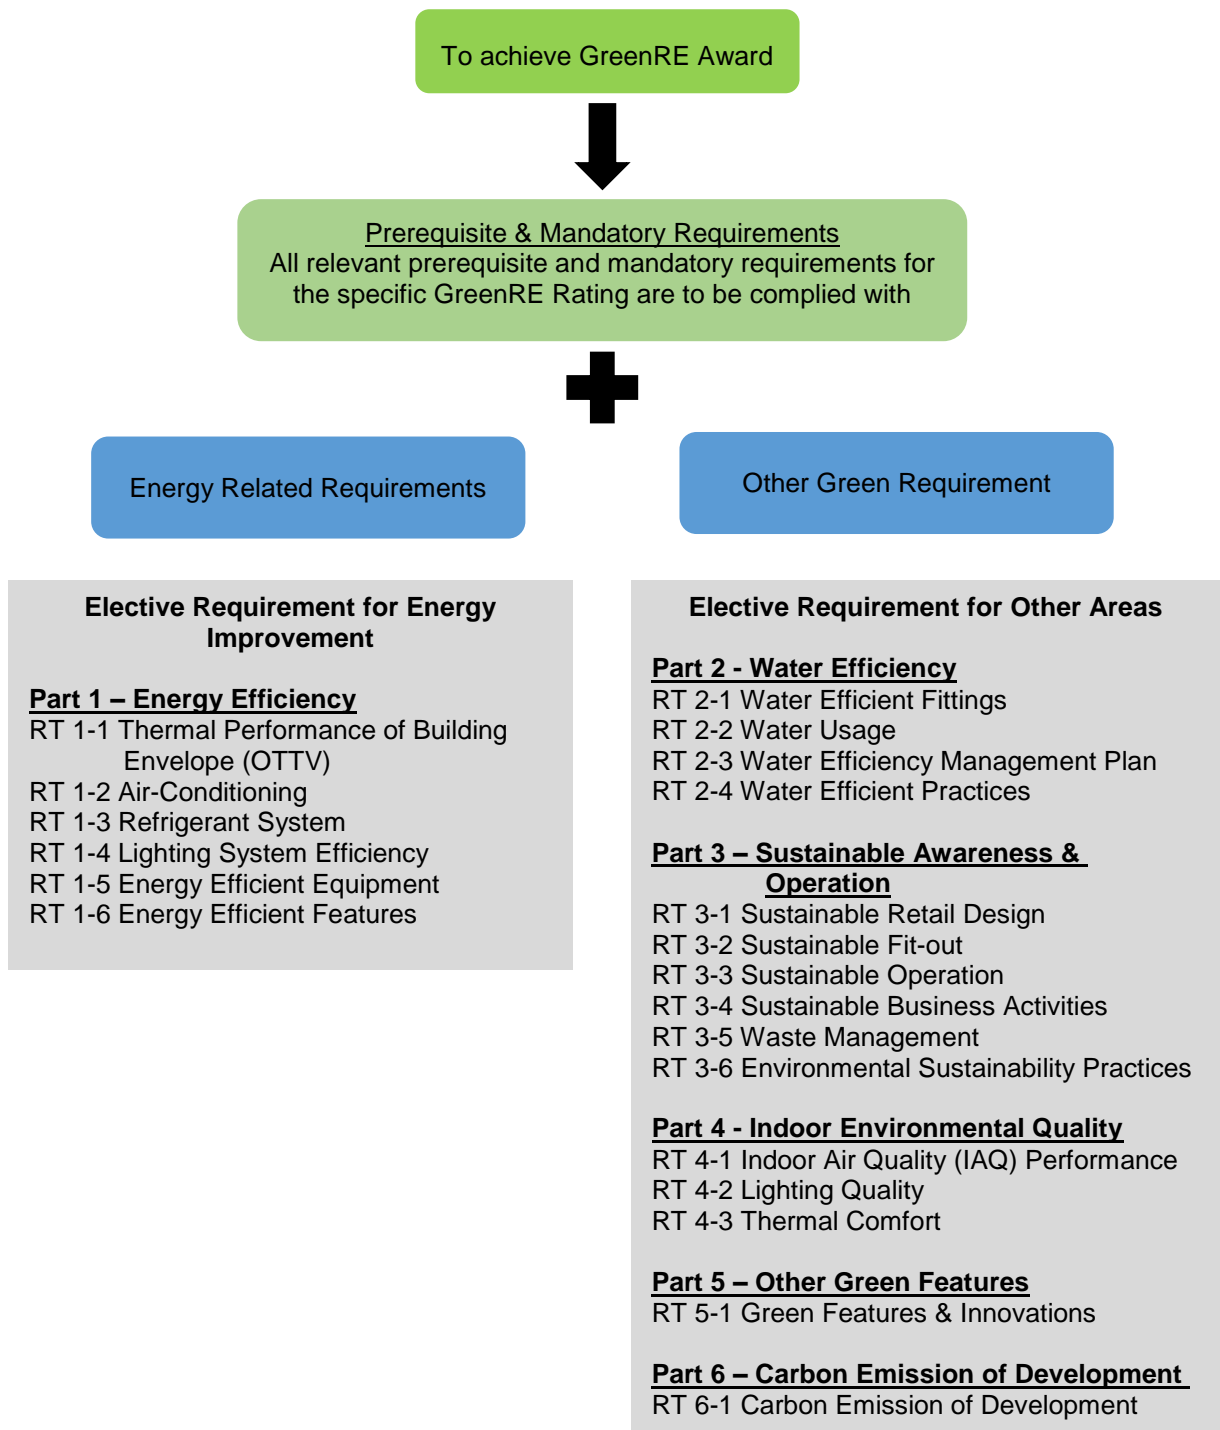 To achieve GreenRE Award
Prerequisite & Mandatory Requirements
All relevant prerequisite and mandatory requirements for
the specific GreenRE Rating are to be complied with
Energy Related Requirements
Other Green Requirement
Elective Requirement for Energy
Improvement
Part 1 – Energy Efficiency
RT 1-1 Thermal Performance of Building
Envelope (OTTV)
RT 1-2 Air-Conditioning
RT 1-3 Refrigerant System
RT 1-4 Lighting System Efficiency
RT 1-5 Energy Efficient Equipment
RT 1-6 Energy Efficient Features
Elective Requirement for Other Areas
Part 2 - Water Efficiency
RT 2-1 Water Efficient Fittings
RT 2-2 Water Usage
RT 2-3 Water Efficiency Management Plan
RT 2-4 Water Efficient Practices
Part 3 – Sustainable Awareness &
Operation
RT 3-1 Sustainable Retail Design
RT 3-2 Sustainable Fit-out
RT 3-3 Sustainable Operation
RT 3-4 Sustainable Business Activities
RT 3-5 Waste Management
RT 3-6 Environmental Sustainability Practices
Part 4 - Indoor Environmental Quality
RT 4-1 Indoor Air Quality (IAQ) Performance
RT 4-2 Lighting Quality
RT 4-3 Thermal Comfort
Part 5 – Other Green Features
RT 5-1 Green Features & Innovations
Part 6 – Carbon Emission of Development
RT 6-1 Carbon Emission of Development